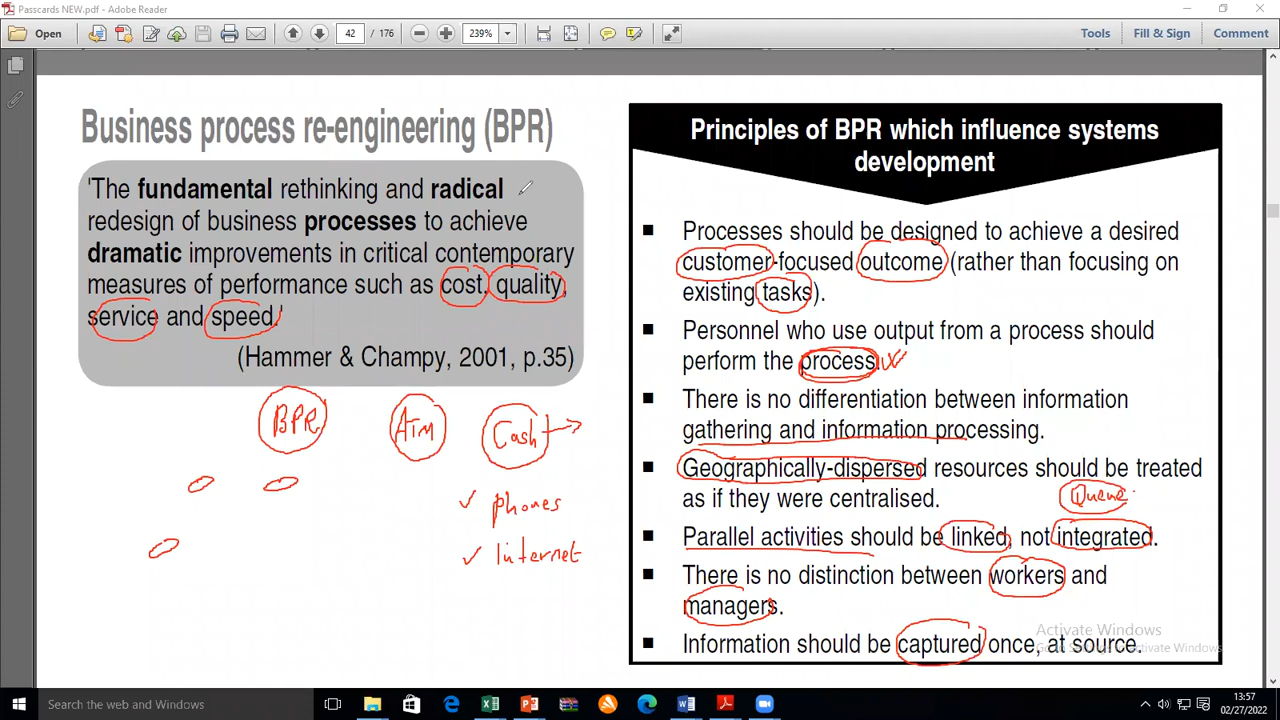 Passcards NEW.pdf - Adobe Reader
Open
42 / 176
239%
Tools
Fill & Sign
Comment
Business process re-engineering (BPR)
'The fundamental rethinking and radical
redesign of business processes to achieve
dramatic improvements in critical contemporary
measures of performance such as cost, quality,
service and speed.'
(Hammer & Champy, 2001, p.35)
BPR
Aim
Cash
phones
Internet
Principles of BPR which influence systems
development
Processes should be designed to achieve a desired
customer-focused outcome (rather than focusing on
existing tasks).
Personnel who use output from a process should
perform the process.
There is no differentiation between information
gathering and information processing.
Geographically-dispersed resources should be treated
as if they were centralised.
Queue
Parallel activities should be linked, not integrated.
There is no distinction between workers and
managers.
Information should be captured once, at source.
Activate Windows
Go to Settings to activate Windows.
Search the web and Windows
13:57
02/27/2022